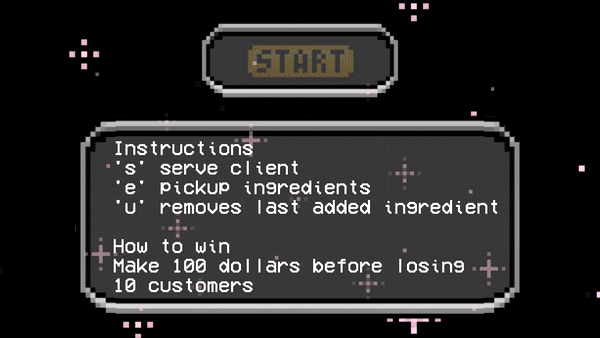 START
Instructions
's' serve client
'e' pickup ingredients
'u' removes last added ingredient
How to win
Make 100 dollars before losing
10 customers